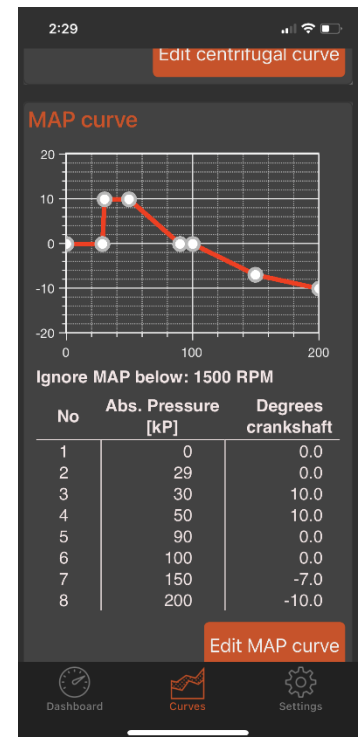 2:29
Edit centrifugal curve
MAP curve
20
10
0
-10
-20
0 100 200
Ignore MAP below: 1500 RPM
No Abs. Pressure [kP] Degrees crankshaft
1 0 0.0
2 29 0.0
3 30 10.0
4 50 10.0
5 90 0.0
6 100 0.0
7 150 -7.0
8 200 -10.0
Edit MAP curve
Dashboard Curves Settings